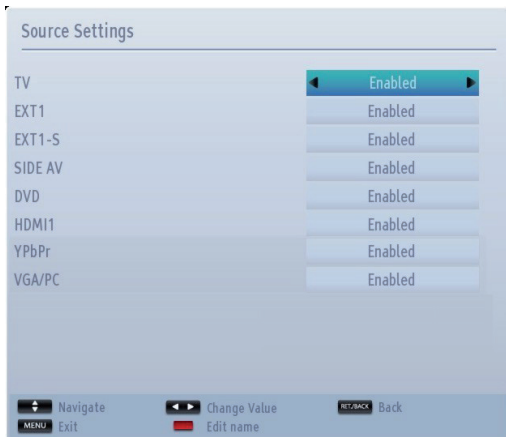 Source Settings
TV Enabled
EXT1 Enabled
EXT1-S Enabled
SIDE AV Enabled
DVD Enabled
HDMI1 Enabled
YPbPr Enabled
VGA/PC Enabled
Navigate Change Value RET./BACK Back
MENU Exit Edit name